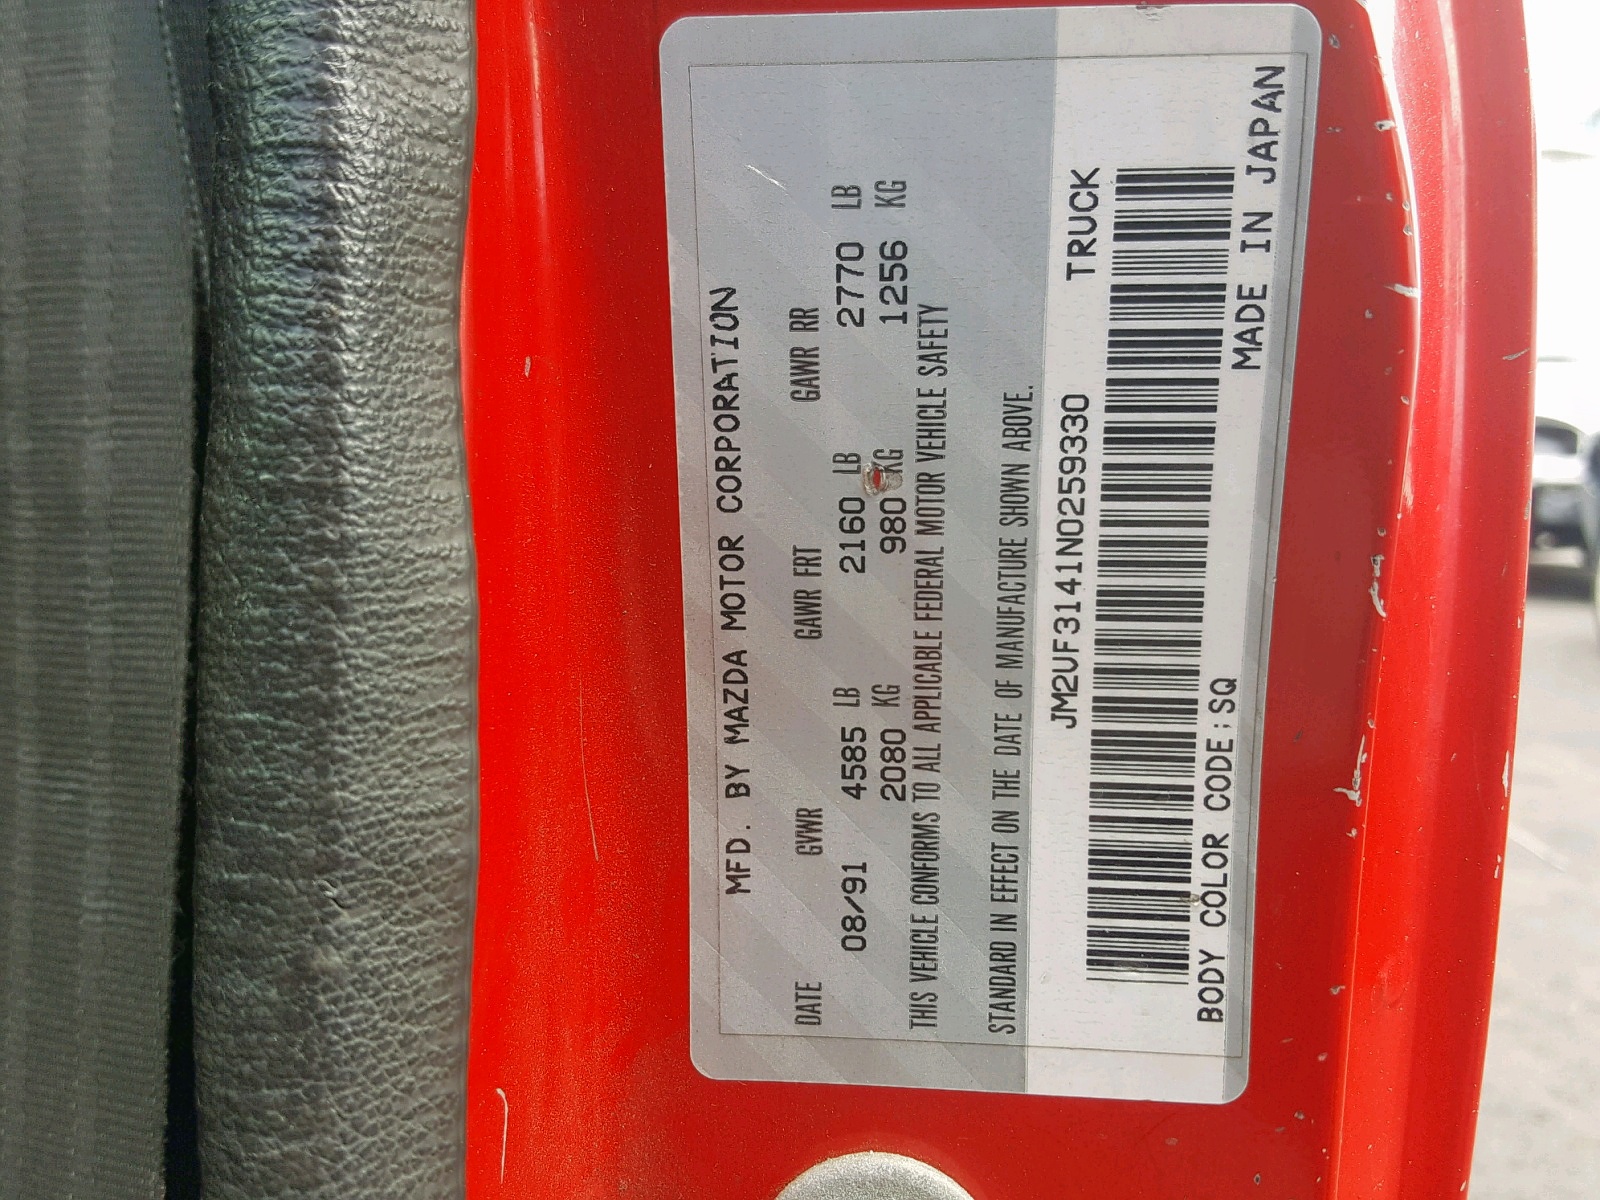 MFD. BY MAZDA MOTOR CORPORATION
DATE GVWR GAWR FRT GAWR RR
08/91 4585 LB 2160 LB 2770 LB
2080 KG 980 KG 1256 KG
THIS VEHICLE CONFORMS TO ALL APPLICABLE FEDERAL MOTOR VEHICLE SAFETY
STANDARD IN EFFECT ON THE DATE OF MANUFACTURE SHOWN ABOVE.
JM2UF3141N0259330 TRUCK
BODY COLOR CODE:SQ MADE IN JAPAN